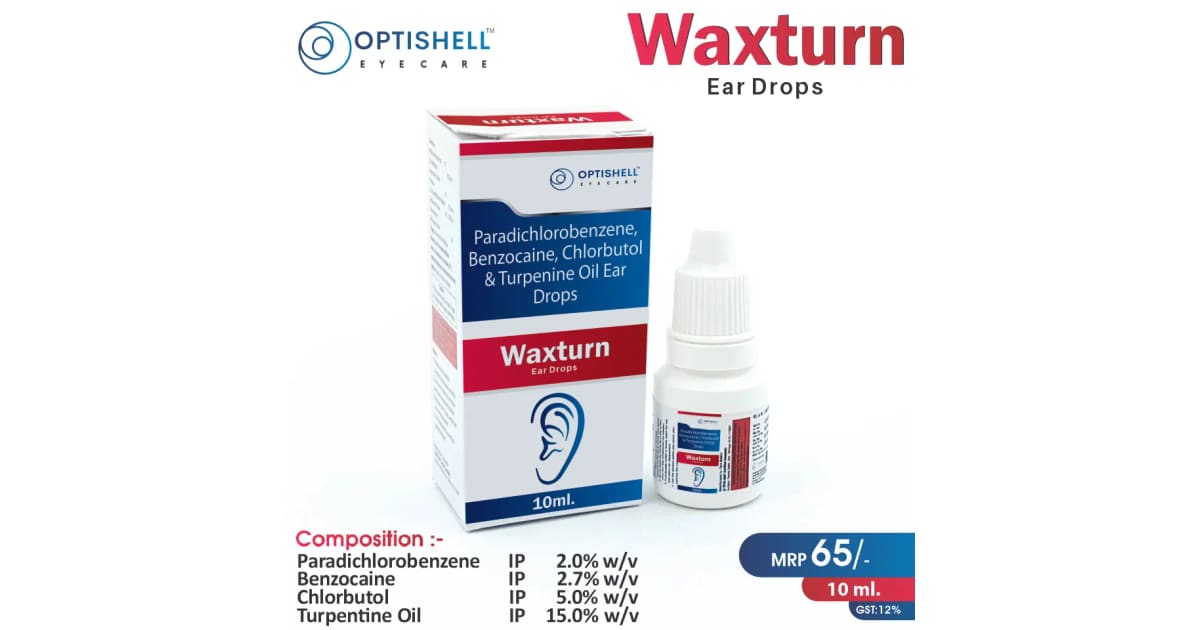 OPTISHELL™
EYECARE
Waxturn
Ear Drops
Waxturn
OPTISHELL™
EYECARE
Paradichlorobenzene,
Benzocaine, Chlorbutol
& Turpenine Oil Ear
Drops
Waxturn
Ear Drops
10ml.
Waxturn
Composition :-
Paradichlorobenzene IP 2.0% w/v
Benzocaine IP 2.7% w/v
Chlorbutol IP 5.0% w/v
Turpentine Oil IP 15.0% w/v
MRP 65/-
10 ml.
GST:12%